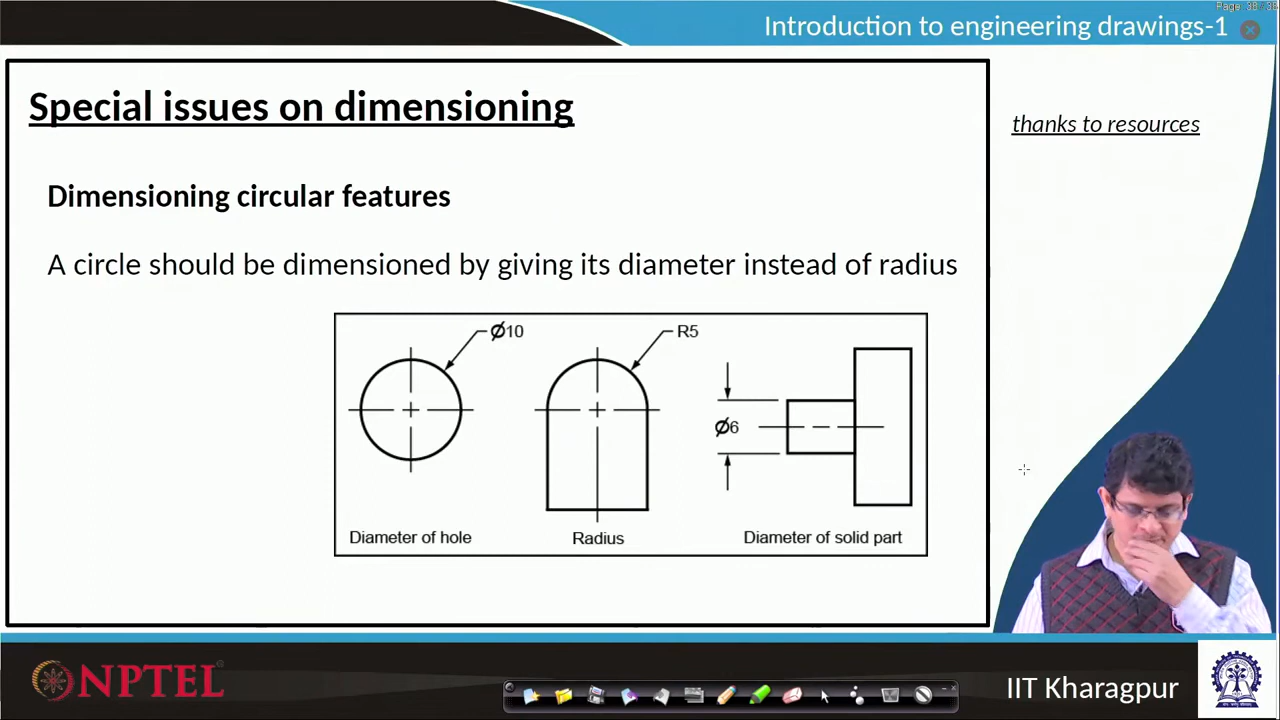 Introduction to engineering drawings-1
Special issues on dimensioning
thanks to resources
Dimensioning circular features
A circle should be dimensioned by giving its diameter instead of radius
Ø10
R5
Ø6
Diameter of hole
Radius
Diameter of solid part
NPTEL
IIT Kharagpur